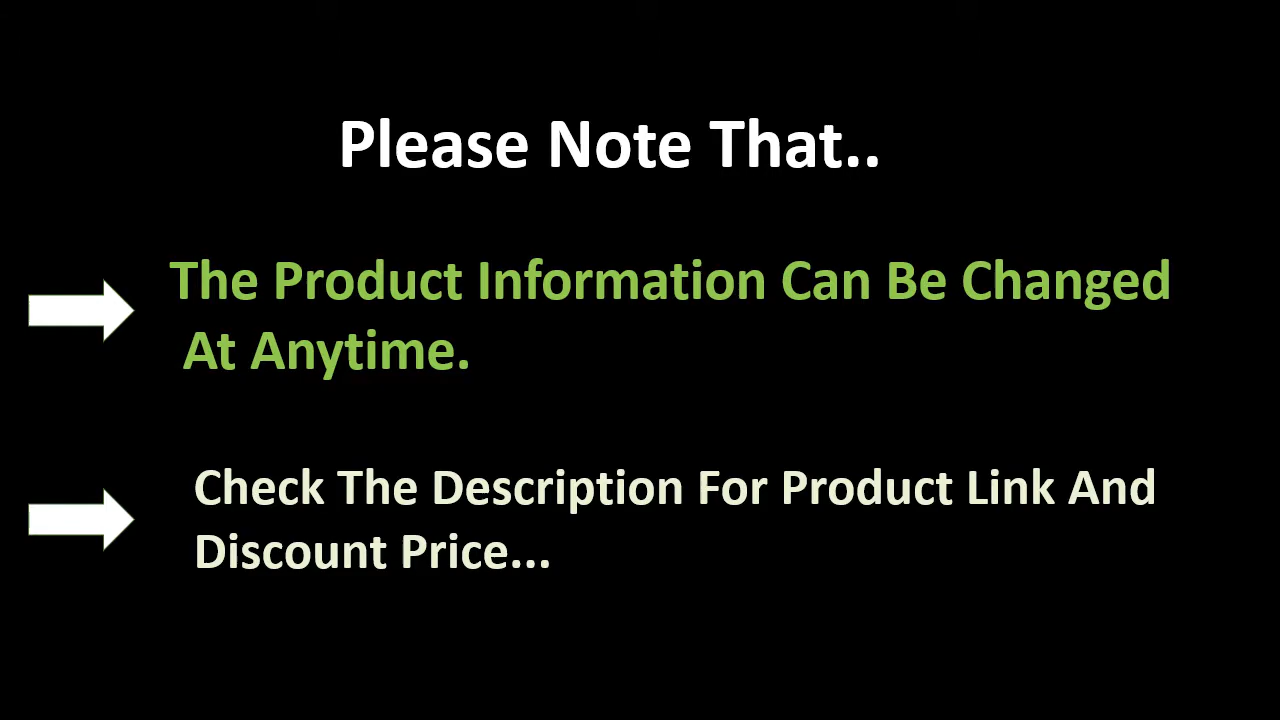 Please Note That..
The Product Information Can Be Changed
At Anytime.
Check The Description For Product Link And
Discount Price...